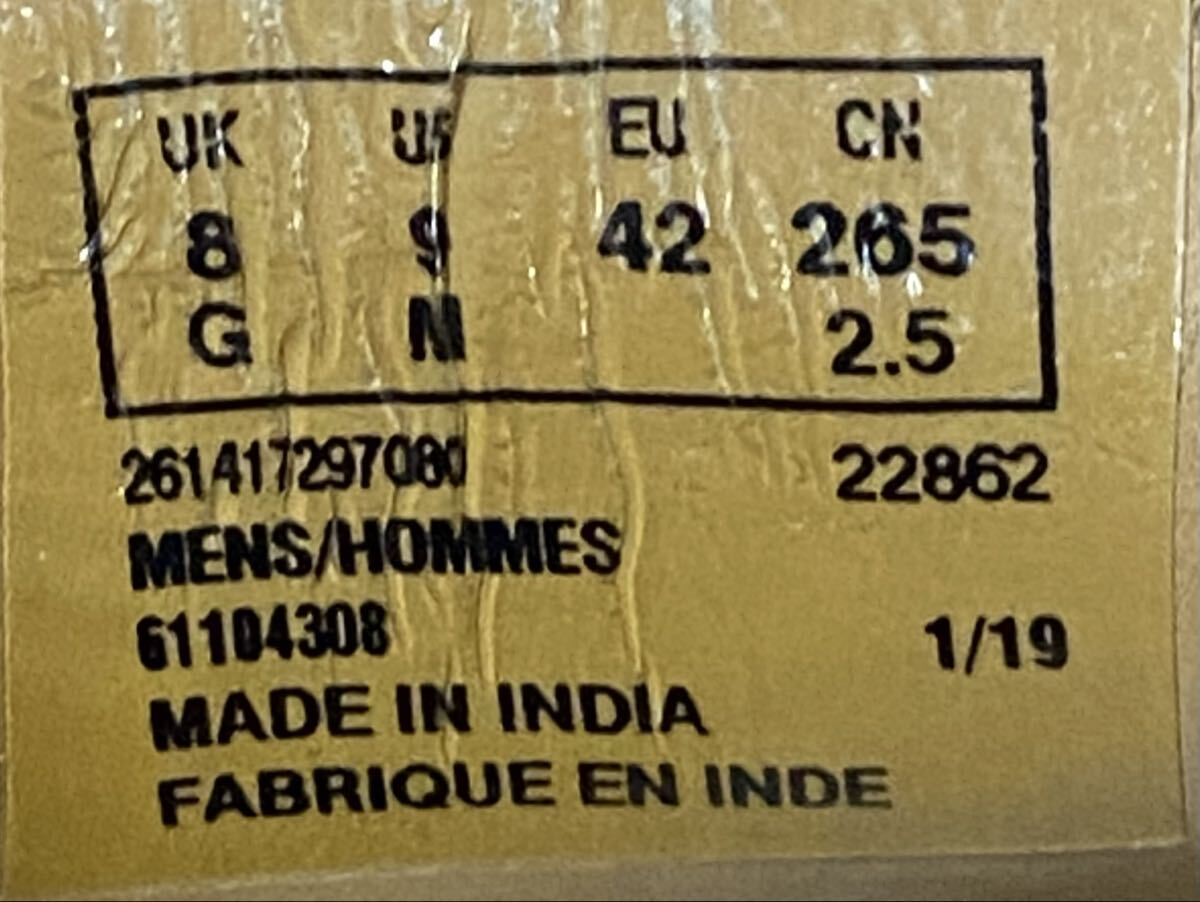 UK US EU CN
8 9 42 265
G M 2.5
261417297080 22862
MENS/HOMMES
61104308 1/19
MADE IN INDIA
FABRIQUE EN INDE